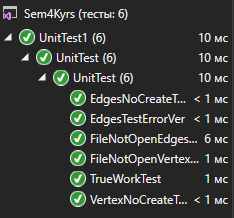 Sem4Kyrs (тесты: 6)
UnitTest1 (6) 10 мс
UnitTest (6) 10 мс
UnitTest (6) 10 мс
EdgesNoCreateT... < 1 мс
EdgesTestErrorVer < 1 мс
FileNotOpenEdges... 6 мс
FileNotOpenVertex... 1 мс
TrueWorkTest 1 мс
VertexNoCreateT... < 1 мс